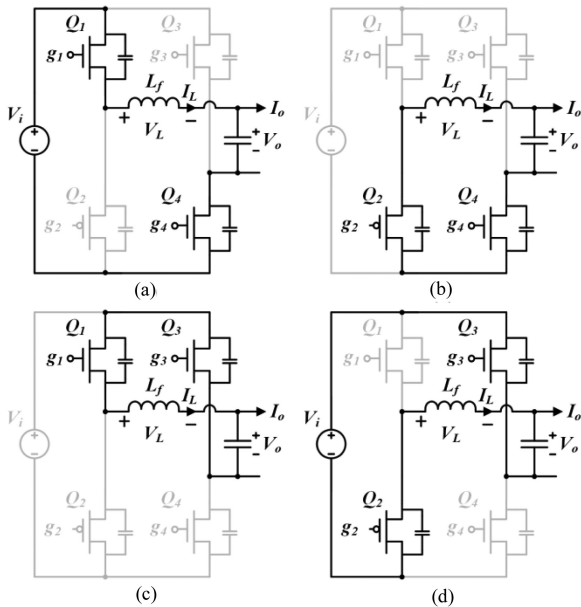 Q1
g1
Q3
g3
Lf
IL
Io
Vi
+
−
+
VL
−
+
−
Vo
Q2
g2
Q4
g4
(a)
Q1
g1
Q3
g3
Lf
IL
Io
Vi
+
−
+
VL
−
+
−
Vo
Q2
g2
Q4
g4
(b)
Q1
g1
Q3
g3
Lf
IL
Io
Vi
+
−
+
VL
−
+
−
Vo
Q2
g2
Q4
g4
(c)
Q1
g1
Q3
g3
Lf
IL
Io
Vi
+
−
+
VL
−
+
−
Vo
Q2
g2
Q4
g4
(d)